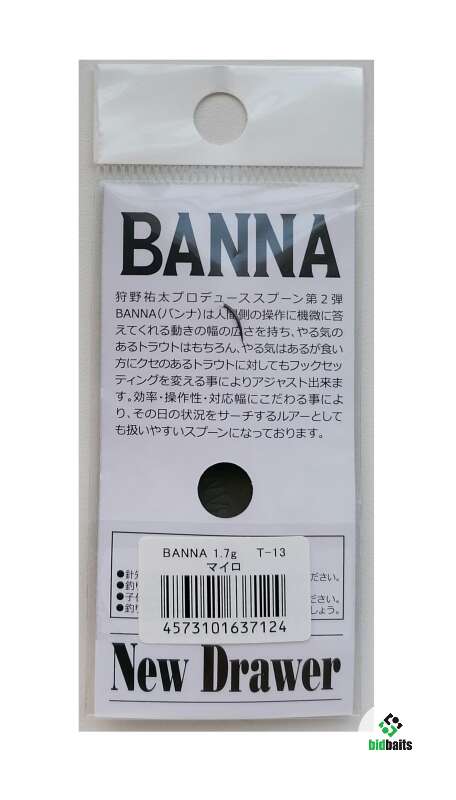 BANNA
狩野祐太プロデューススプーン第2弾
BANNA(バンナ)は人間側の操作に機微に答
えてくれる動きの幅の広さを持ち、やる気の
あるトラウトはもちろん、やる気はあるが食い
方にクセのあるトラウトに対してもフックセッ
ティングを変える事によりアジャスト出来ま
す。効率・操作性・対応幅にこだわる事によ
り、その日の状況をサーチするルアーとして
も扱いやすいスプーンになっております。
BANNA 1.7g T-13
マイロ
4573101637124
●針
ださい。
●釣
●子
ださい。
●釣
しょう。
New Drawer
bidbaits